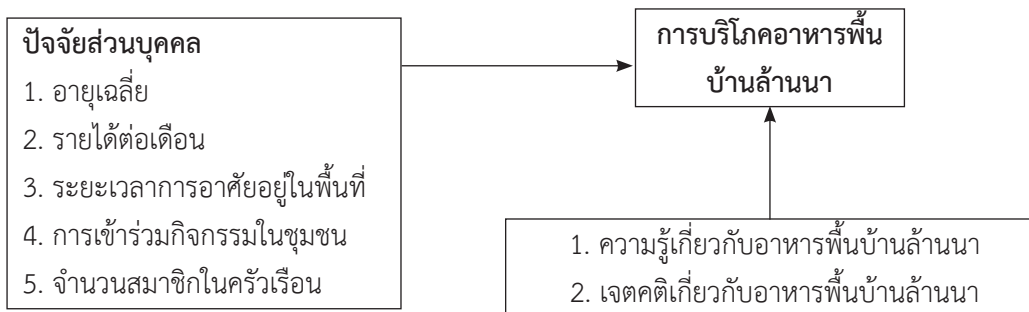 ปัจจัยส่วนบุคคล
1. อายุเฉลี่ย
2. รายได้ต่อเดือน
3. ระยะเวลาการอาศัยอยู่ในพื้นที่
4. การเข้าร่วมกิจกรรมในชุมชน
5. จำนวนสมาชิกในครัวเรือน
การบริโภคอาหารพื้น
บ้านล้านนา
1. ความรู้เกี่ยวกับอาหารพื้นบ้านล้านนา
2. เจตคติเกี่ยวกับอาหารพื้นบ้านล้านนา